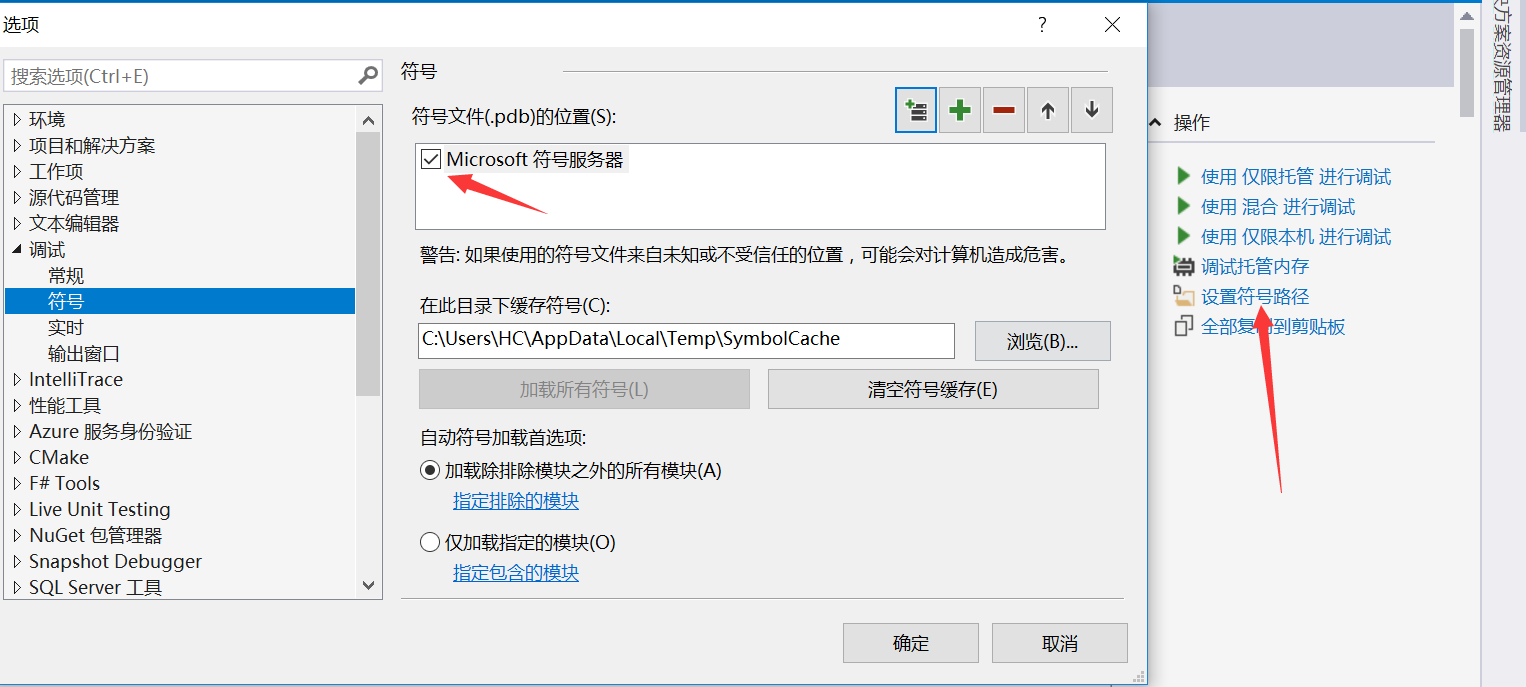 选项
?
搜索选项(Ctrl+E)
环境
项目和解决方案
工作项
源代码管理
文本编辑器
调试
常规
符号
实时
输出窗口
IntelliTrace
性能工具
Azure 服务身份验证
CMake
F# Tools
Live Unit Testing
NuGet 包管理器
Snapshot Debugger
SQL Server 工具
符号
符号文件(.pdb)的位置(S):
Microsoft 符号服务器
警告: 如果使用的符号文件来自未知或不受信任的位置，可能会对计算机造成危害。
在此目录下缓存符号(C):
C:\Users\HC\AppData\Local\Temp\SymbolCache
浏览(B)...
加载所有符号(L)
清空符号缓存(E)
自动符号加载首选项:
加载除排除模块之外的所有模块(A)
指定排除的模块
仅加载指定的模块(O)
指定包含的模块
确定
取消
操作
使用 仅限托管 进行调试
使用 混合 进行调试
使用 仅限本机 进行调试
调试托管内存
设置符号路径
全部复制到剪贴板
决方案资源管理器